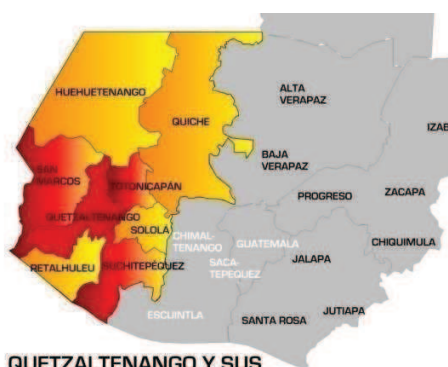 HUEHUETENANGO
ALTA
VERAPAZ
QUICHE
IZAB
BAJA
VERAPAZ
SAN
MARCOS
TOTONICAPÁN
PROGRESO
ZACAPA
QUETZALTENANGO
SOLOLÁ
CHIMAL-
TENANGO
GUATEMALA
CHIQUIMULA
RETALHULEU
SUCHITEPÉQUEZ
SACA-
TEPEQUEZ
JALAPA
ESCUINTLA
SANTA ROSA
JUTIAPA
QUETZALTENANGO Y SUS